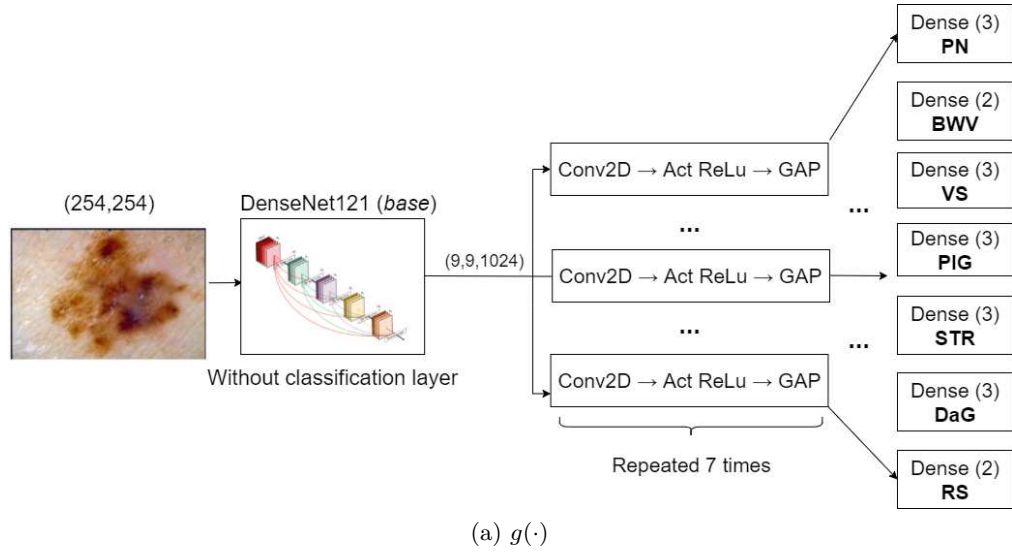 (254,254)
DenseNet121 (base)
Without classification layer
(9,9,1024)
Conv2D → Act ReLu → GAP
...
Conv2D → Act ReLu → GAP
...
Conv2D → Act ReLu → GAP
Repeated 7 times
...
...
Dense (3)
PN
Dense (2)
BWV
Dense (3)
VS
Dense (3)
PIG
Dense (3)
STR
Dense (3)
DaG
Dense (2)
RS
(a) g(·)